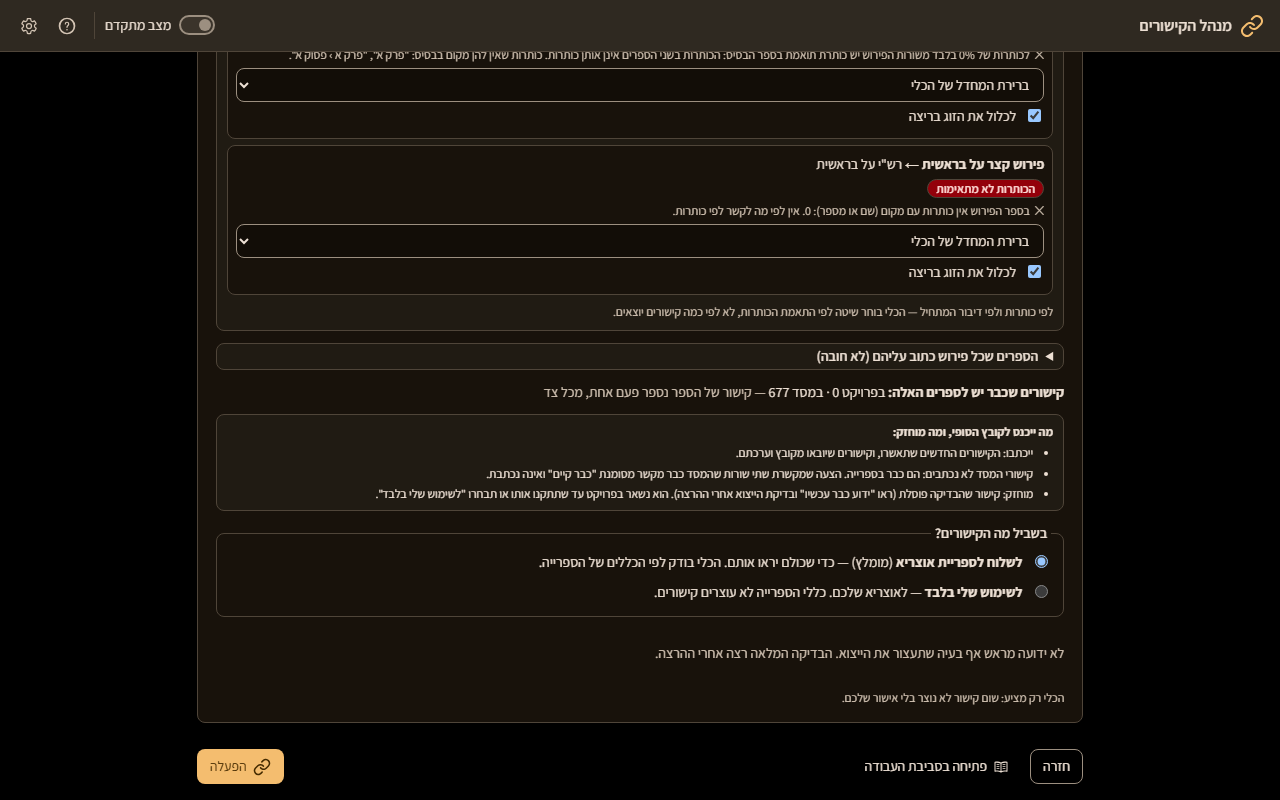 מנהל הקישורים
מצב מתקדם
× לכותרות של 0% בלבד משורות הפירוש יש כותרת תואמת בספר הבסיס: הכותרות בשני הספרים אינן אותן כותרות. כותרות שאין להן מקום בבסיס: "פרק א", "פרק א › פסוק א".
ברירת המחדל של הכלי
לכלול את הזוג בריצה
פירוש קצר על בראשית ← רש"י על בראשית
הכותרות לא מתאימות
× בספר הפירוש אין כותרות עם מקום (שם או מספר): 0. אין לפי מה לקשר לפי כותרות.
ברירת המחדל של הכלי
לכלול את הזוג בריצה
לפי כותרות ולפי דיבור המתחיל — הכלי בוחר שיטה לפי התאמת הכותרות, לא לפי כמה קישורים יוצאים.
◀ הספרים שכל פירוש כתוב עליהם (לא חובה)
קישורים שכבר יש לספרים האלה: בפרויקט 0 · במסד 677 — קישור של הספר נספר פעם אחת, מכל צד
מה ייכנס לקובץ הסופי, ומה מוחזק:
• ייכתבו: הקישורים החדשים שתאשרו, וקישורים שיובאו מקובץ וערכתם.
• קישורי המסד לא נכתבים: הם כבר בספרייה. הצעה שמקשרת שתי שורות שהמסד כבר מקשר מסומנת "כבר קיים" ואינה נכתבת.
• מוחזק: קישור שהבדיקה פוסלת (ראו "ידוע כבר עכשיו" ובדיקת הייצוא אחרי ההרצה). הוא נשאר בפרויקט עד שתתקנו אותו או תבחרו "לשימוש שלי בלבד".
בשביל מה הקישורים?
לשלוח לספריית אוצריא (מומלץ) — כדי שכולם יראו אותם. הכלי בודק לפי הכללים של הספרייה.
לשימוש שלי בלבד — לאוצריא שלכם. כללי הספרייה לא עוצרים קישורים.
לא ידועה מראש אף בעיה שתעצור את הייצוא. הבדיקה המלאה רצה אחרי ההרצה.
הכלי רק מציע: שום קישור לא נוצר בלי אישור שלכם.
חזרה
פתיחה בסביבת העבודה
הפעלה